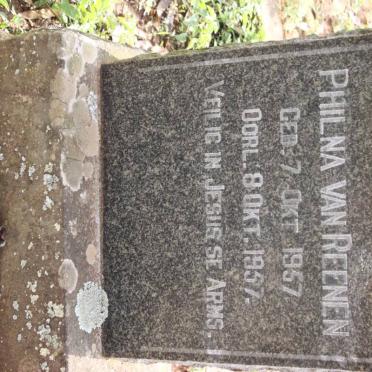 PHILNA VAN REENEN
GEB. 7 OKT 1957
OORL. 8 OKT. 1957.
VEILIG IN JESUS SE ARMS.